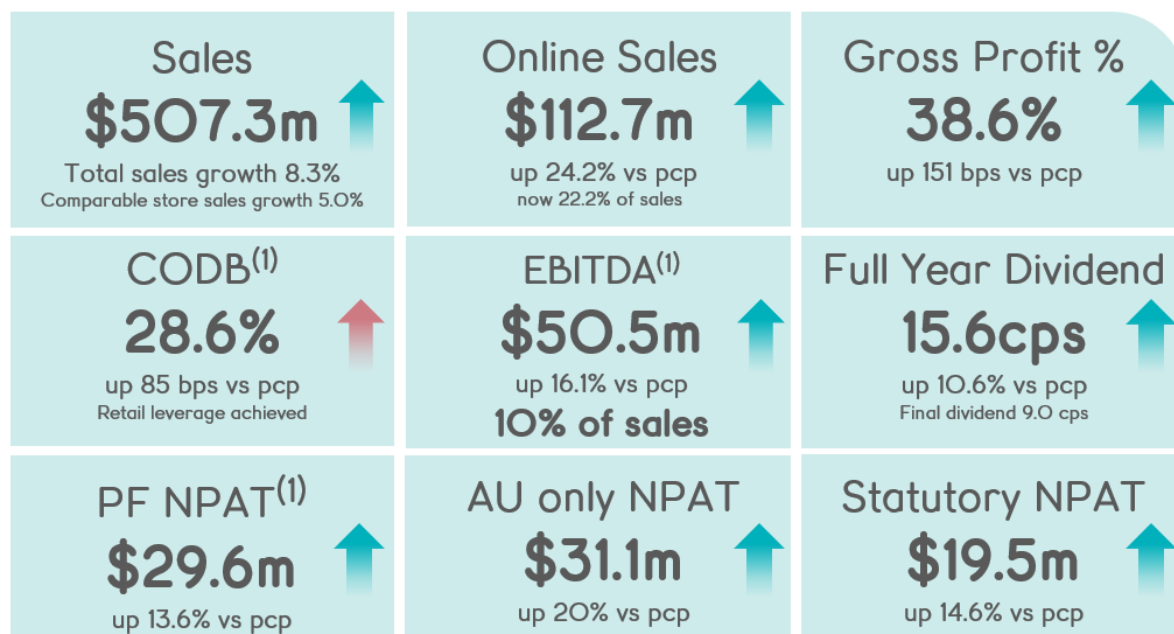 Sales
$507.3m
Total sales growth 8.3%
Comparable store sales growth 5.0%
Online Sales
$112.7m
up 24.2% vs pcp
now 22.2% of sales
Gross Profit %
38.6%
up 151 bps vs pcp
CODB(1)
28.6%
up 85 bps vs pcp
Retail leverage achieved
EBITDA(1)
$50.5m
up 16.1% vs pcp
10% of sales
Full Year Dividend
15.6cps
up 10.6% vs pcp
Final dividend 9.0 cps
PF NPAT(1)
$29.6m
up 13.6% vs pcp
AU only NPAT
$31.1m
up 20% vs pcp
Statutory NPAT
$19.5m
up 14.6% vs pcp